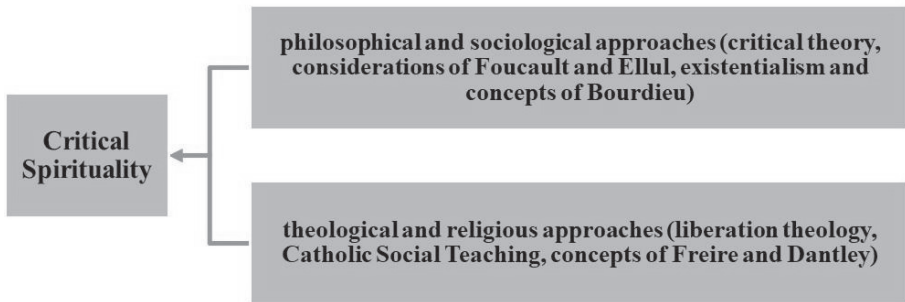 philosophical and sociological approaches (critical theory,
considerations of Foucault and Ellul, existentialism and
concepts of Bourdieu)
Critical
Spirituality
theological and religious approaches (liberation theology,
Catholic Social Teaching, concepts of Freire and Dantley)